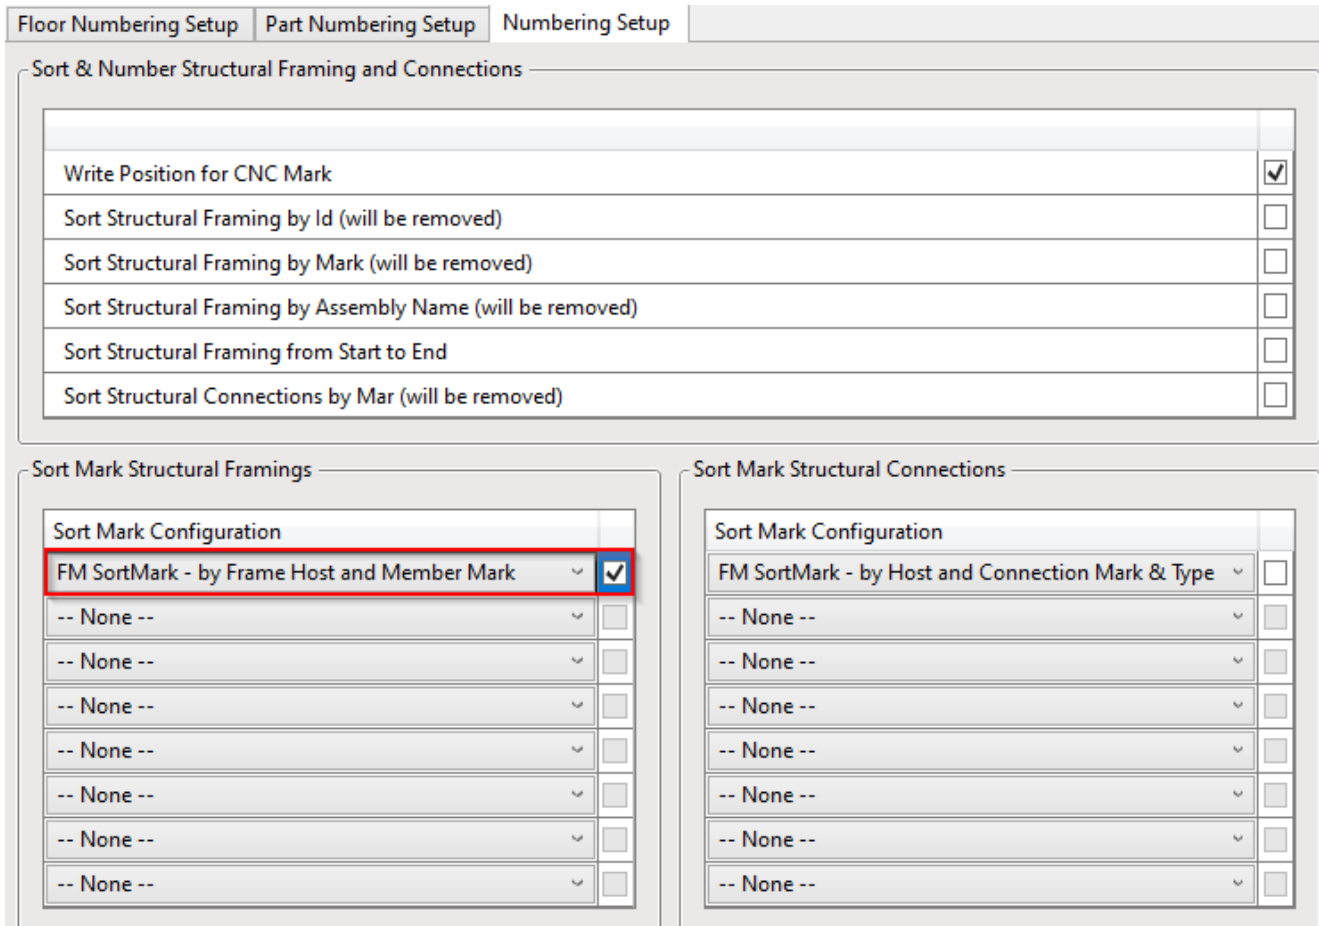 Floor Numbering Setup Part Numbering Setup Numbering Setup
Sort & Number Structural Framing and Connections
Write Position for CNC Mark
Sort Structural Framing by Id (will be removed)
Sort Structural Framing by Mark (will be removed)
Sort Structural Framing by Assembly Name (will be removed)
Sort Structural Framing from Start to End
Sort Structural Connections by Mar (will be removed)
Sort Mark Structural Framings
Sort Mark Configuration
FM SortMark - by Frame Host and Member Mark
-- None --
-- None --
-- None --
-- None --
-- None --
-- None --
-- None --
Sort Mark Structural Connections
Sort Mark Configuration
FM SortMark - by Host and Connection Mark & Type
-- None --
-- None --
-- None --
-- None --
-- None --
-- None --
-- None --